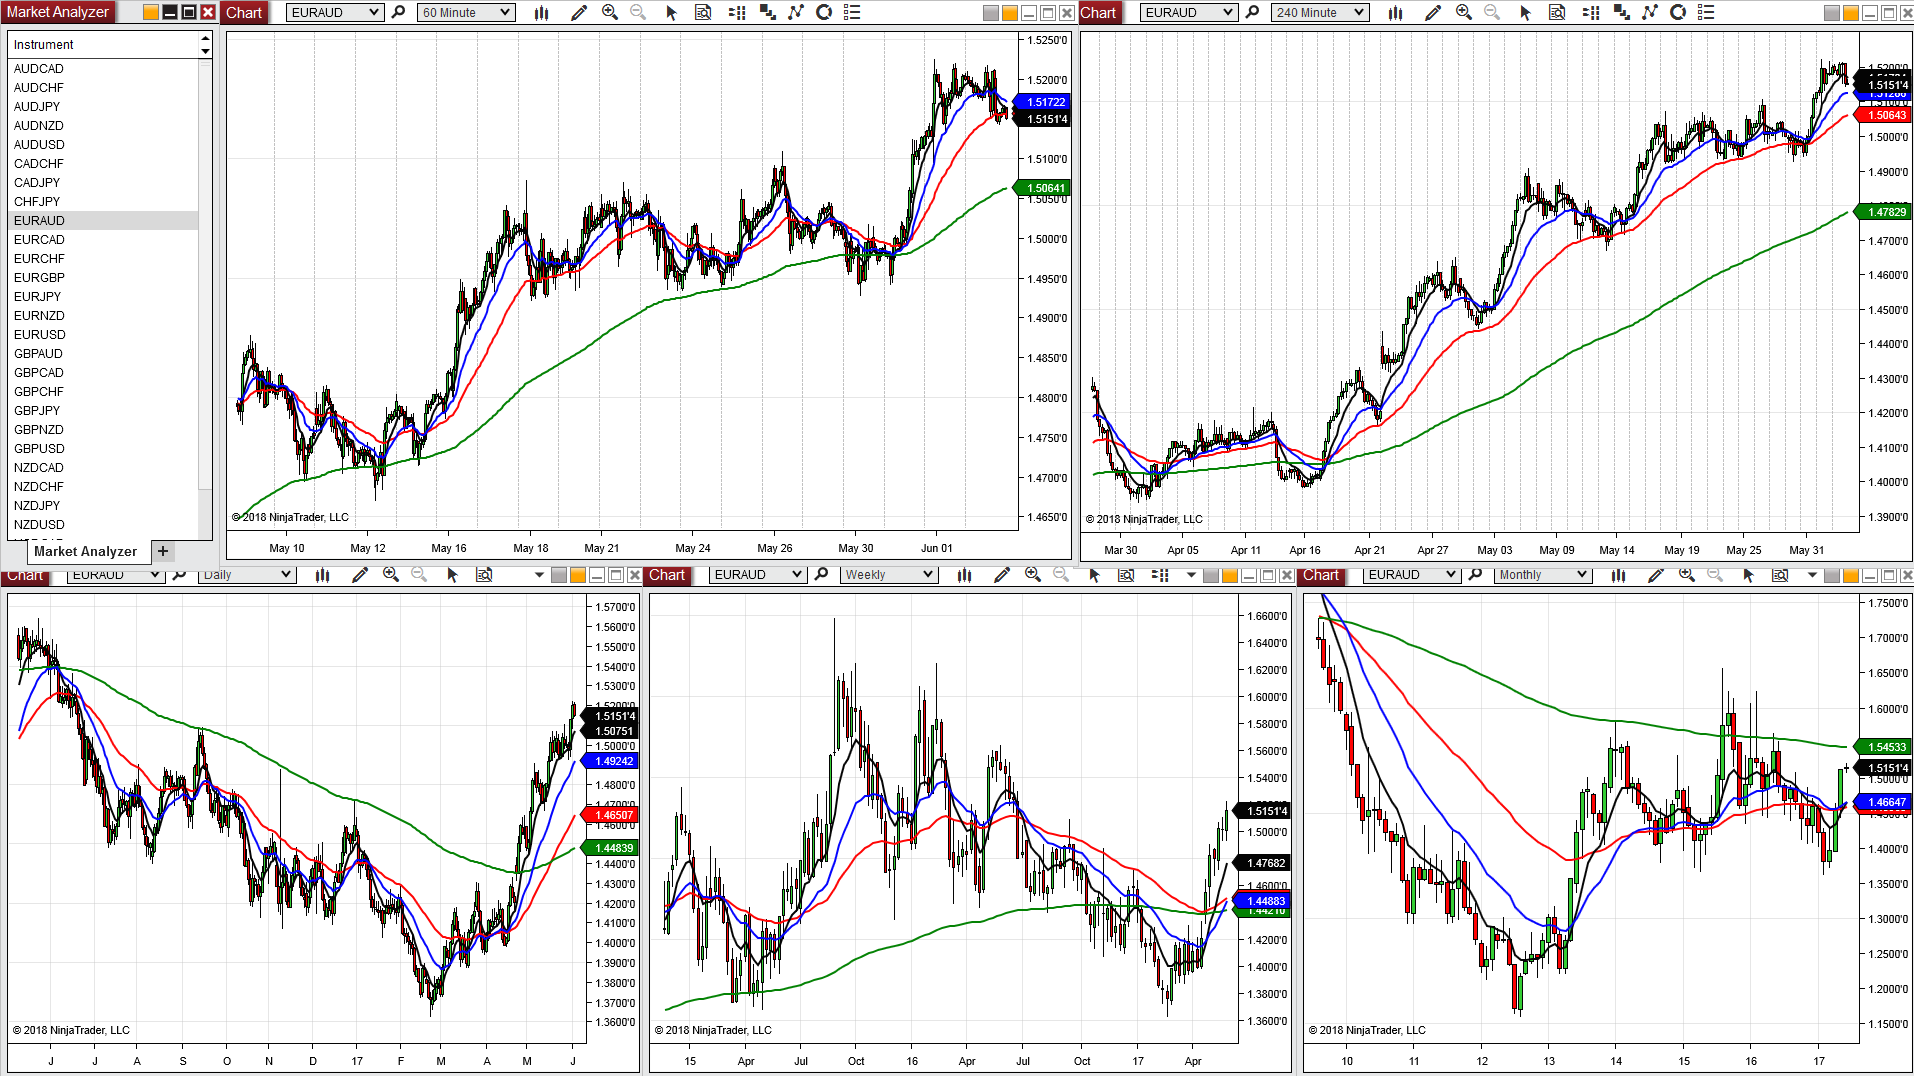 Market Analyzer
Instrument
AUDCAD
AUDCHF
AUDJPY
AUDNZD
AUDUSD
CADCHF
CADJPY
CHFJPY
EURAUD
EURCAD
EURCHF
EURGBP
EURJPY
EURNZD
EURUSD
GBPAUD
GBPCAD
GBPCHF
GBPJPY
GBPNZD
GBPUSD
NZDCAD
NZDCHF
NZDJPY
NZDUSD
Market Analyzer +
Chart EURAUD 60 Minute
1.5250'0
1.5200'0
1.51722
1.5151'4
1.5100'0
1.50641
1.5050'0
1.5000'0
1.4950'0
1.4900'0
1.4850'0
1.4800'0
1.4750'0
1.4700'0
1.4650'0
© 2018 NinjaTrader, LLC
May 10 May 12 May 16 May 18 May 21 May 24 May 26 May 30 Jun 01
Chart EURAUD 240 Minute
1.5151'4
1.50643
1.5000'0
1.4900'0
1.47829
1.4700'0
1.4600'0
1.4500'0
1.4400'0
1.4300'0
1.4200'0
1.4100'0
1.4000'0
1.3900'0
© 2018 NinjaTrader, LLC
Mar 30 Apr 05 Apr 11 Apr 16 Apr 21 Apr 27 May 03 May 09 May 14 May 19 May 25 May 31
Chart EURAUD Daily
1.5700'0
1.5600'0
1.5500'0
1.5400'0
1.5300'0
1.5151'4
1.50751
1.5000'0
1.49242
1.4800'0
1.46507
1.4600'0
1.44839
1.4400'0
1.4300'0
1.4200'0
1.4100'0
1.4000'0
1.3900'0
1.3800'0
1.3700'0
1.3600'0
© 2018 NinjaTrader, LLC
J J A S O N D 17 F M A M J
Chart EURAUD Weekly
1.6600'0
1.6400'0
1.6200'0
1.6000'0
1.5800'0
1.5600'0
1.5400'0
1.5151'4
1.5000'0
1.47682
1.4600'0
1.44883
1.44210
1.4200'0
1.4000'0
1.3800'0
1.3600'0
© 2018 NinjaTrader, LLC
15 Apr Jul Oct 16 Apr Jul Oct 17 Apr
Chart EURAUD Monthly
1.7500'0
1.7000'0
1.6500'0
1.6000'0
1.54533
1.5151'4
1.5000'0
1.46647
1.4000'0
1.3500'0
1.3000'0
1.2500'0
1.2000'0
1.1500'0
© 2018 NinjaTrader, LLC
10 11 12 13 14 15 16 17